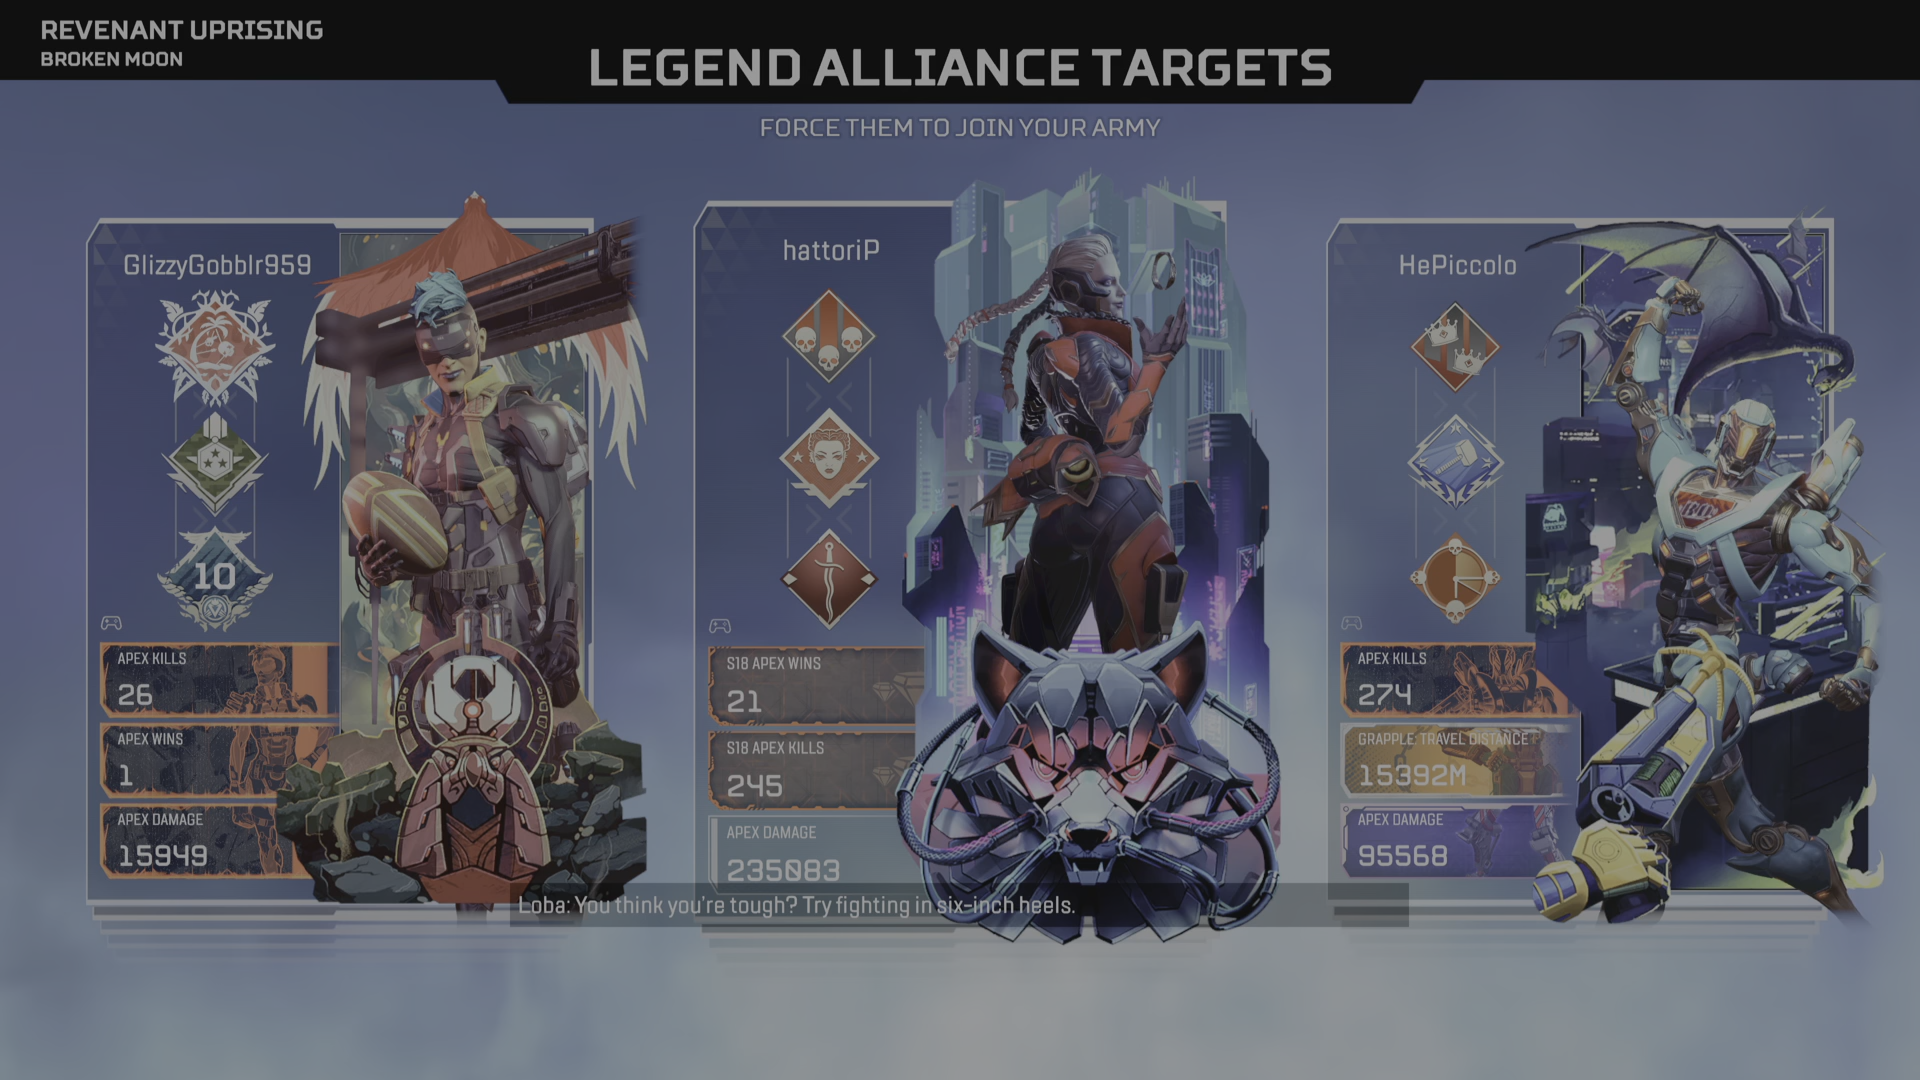 REVENANT UPRISING
BROKEN MOON
LEGEND ALLIANCE TARGETS
FORCE THEM TO JOIN YOUR ARMY
GlizzyGobblr959
10
APEX KILLS
26
APEX WINS
1
APEX DAMAGE
15949
hattoriP
S18 APEX WINS
21
S18 APEX KILLS
245
APEX DAMAGE
235083
HePiccolo
APEX KILLS
274
GRAPPLE: TRAVEL DISTANCE
15392M
APEX DAMAGE
95568
Loba: You think you're tough? Try fighting in six-inch heels.